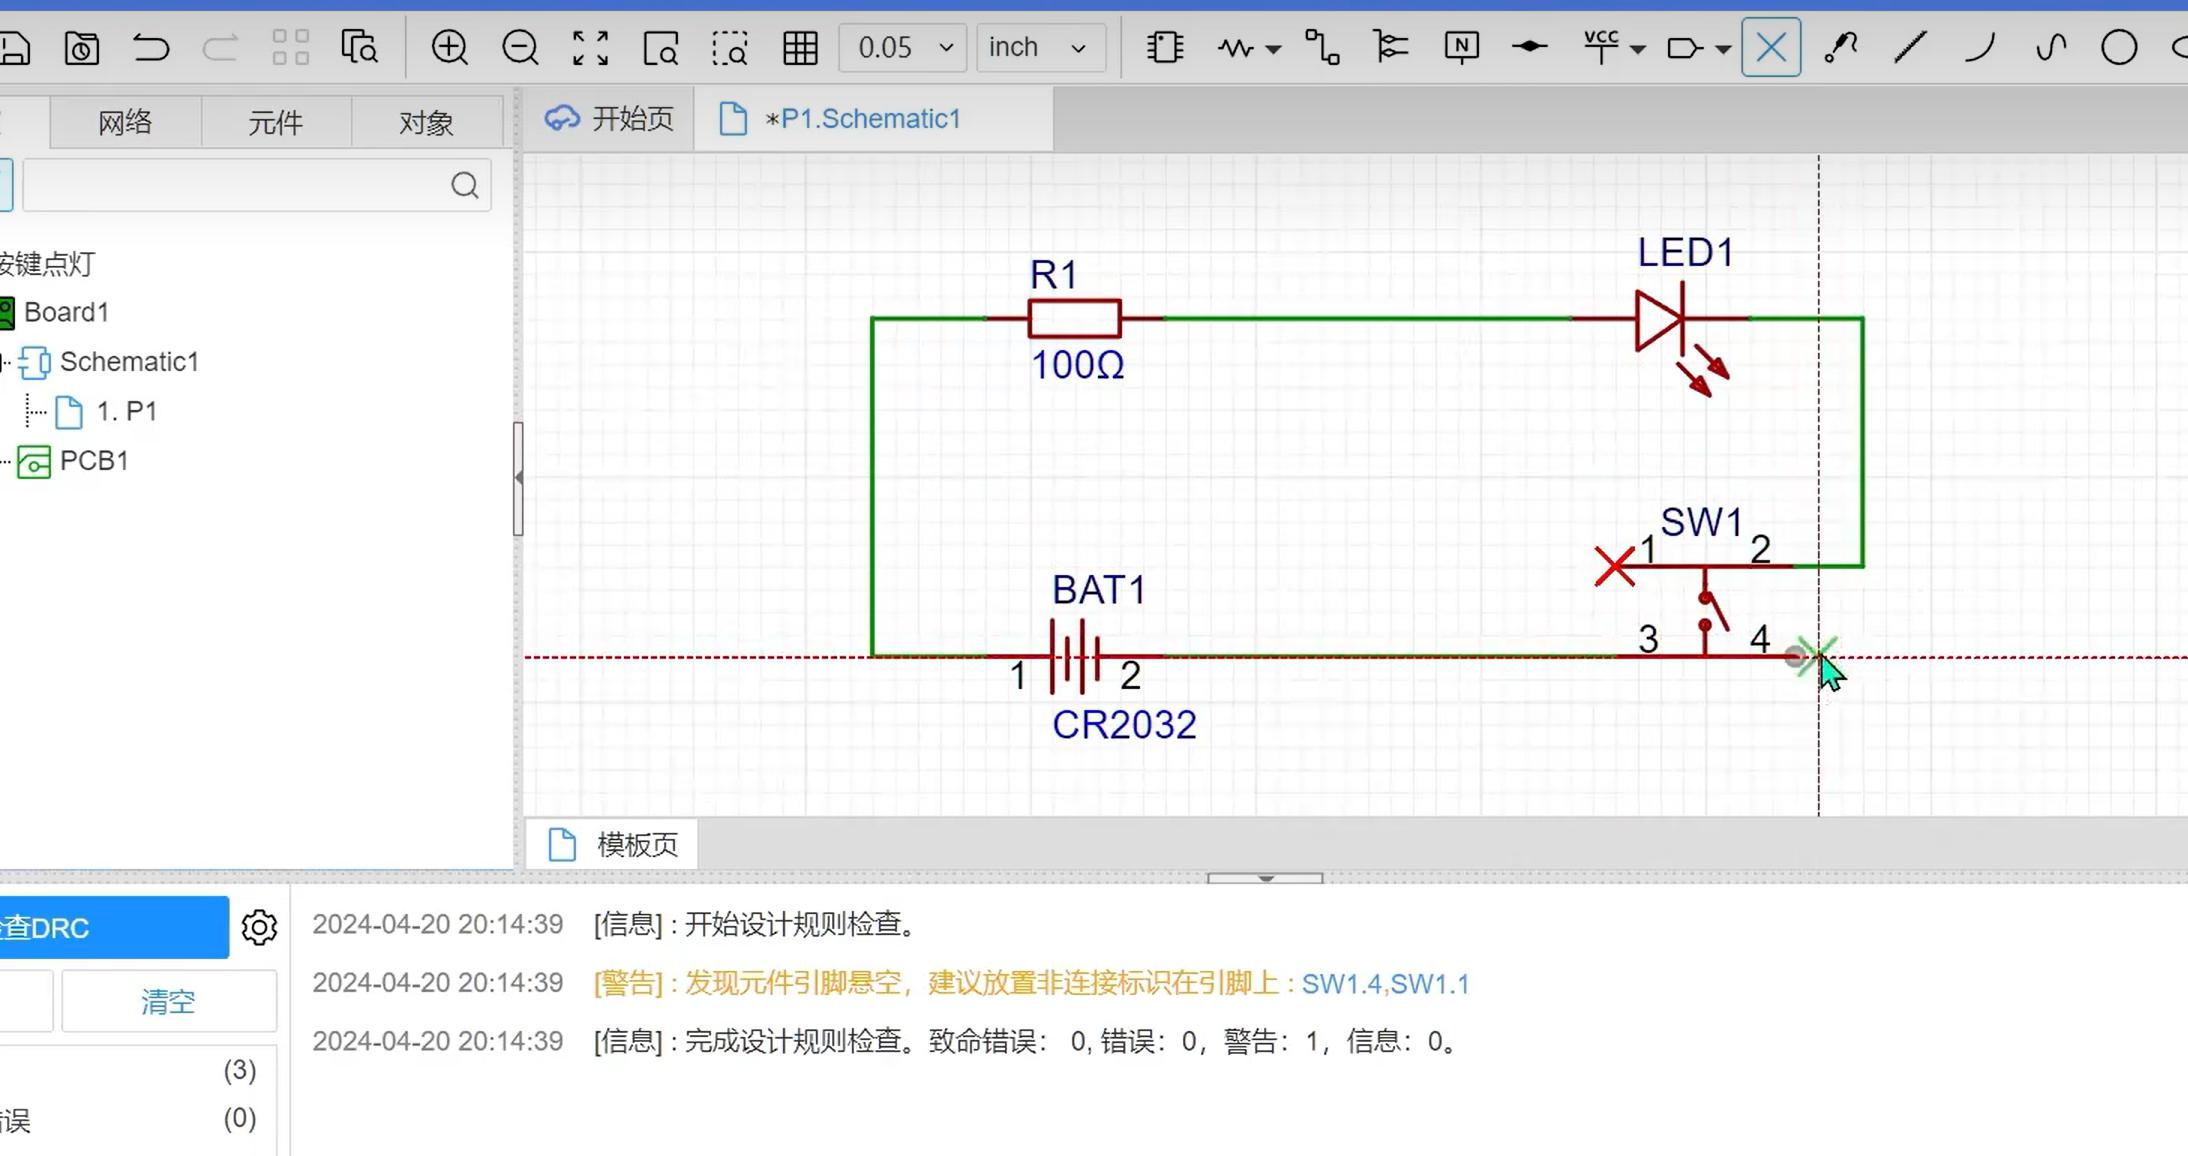 0.05 inch N VCC
网络 元件 对象
开始页 *P1.Schematic1
按键点灯
Board1
Schematic1
1. P1
PCB1
R1
100Ω
LED1
SW1
1 2
3 4
BAT1
1 2
CR2032
模板页
查DRC
清空
(3)
误 (0)
2024-04-20 20:14:39 [信息] : 开始设计规则检查。
2024-04-20 20:14:39 [警告] : 发现元件引脚悬空，建议放置非连接标识在引脚上 : SW1.4,SW1.1
2024-04-20 20:14:39 [信息] : 完成设计规则检查。致命错误： 0, 错误：0， 警告：1， 信息：0。